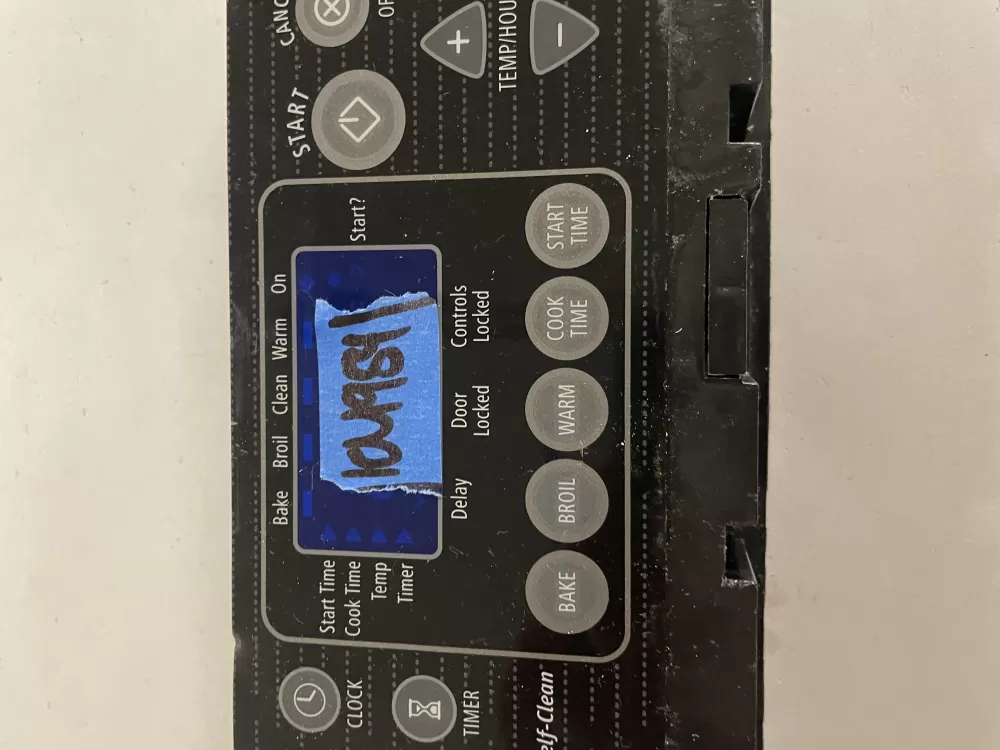 CANC
OF
START
TEMP/HOU
Bake Broil Clean Warm On
Start Time
Cook Time
Temp
Timer
Start?
Delay
Door
Locked
Controls
Locked
BAKE
BROIL
WARM
COOK
TIME
START
TIME
CLOCK
TIMER
elf-Clean